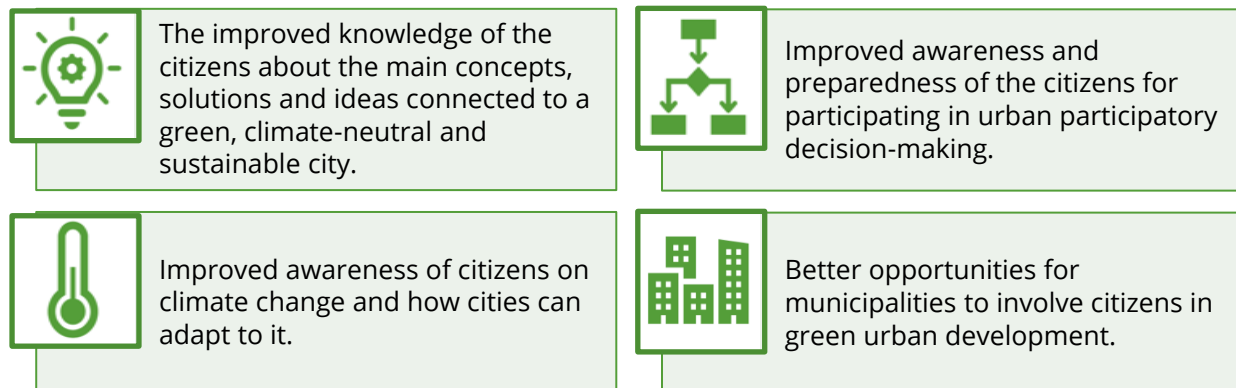 The improved knowledge of the
citizens about the main concepts,
solutions and ideas connected to a
green, climate-neutral and
sustainable city.
Improved awareness and
preparedness of the citizens for
participating in urban participatory
decision-making.
Improved awareness of citizens on
climate change and how cities can
adapt to it.
Better opportunities for
municipalities to involve citizens in
green urban development.